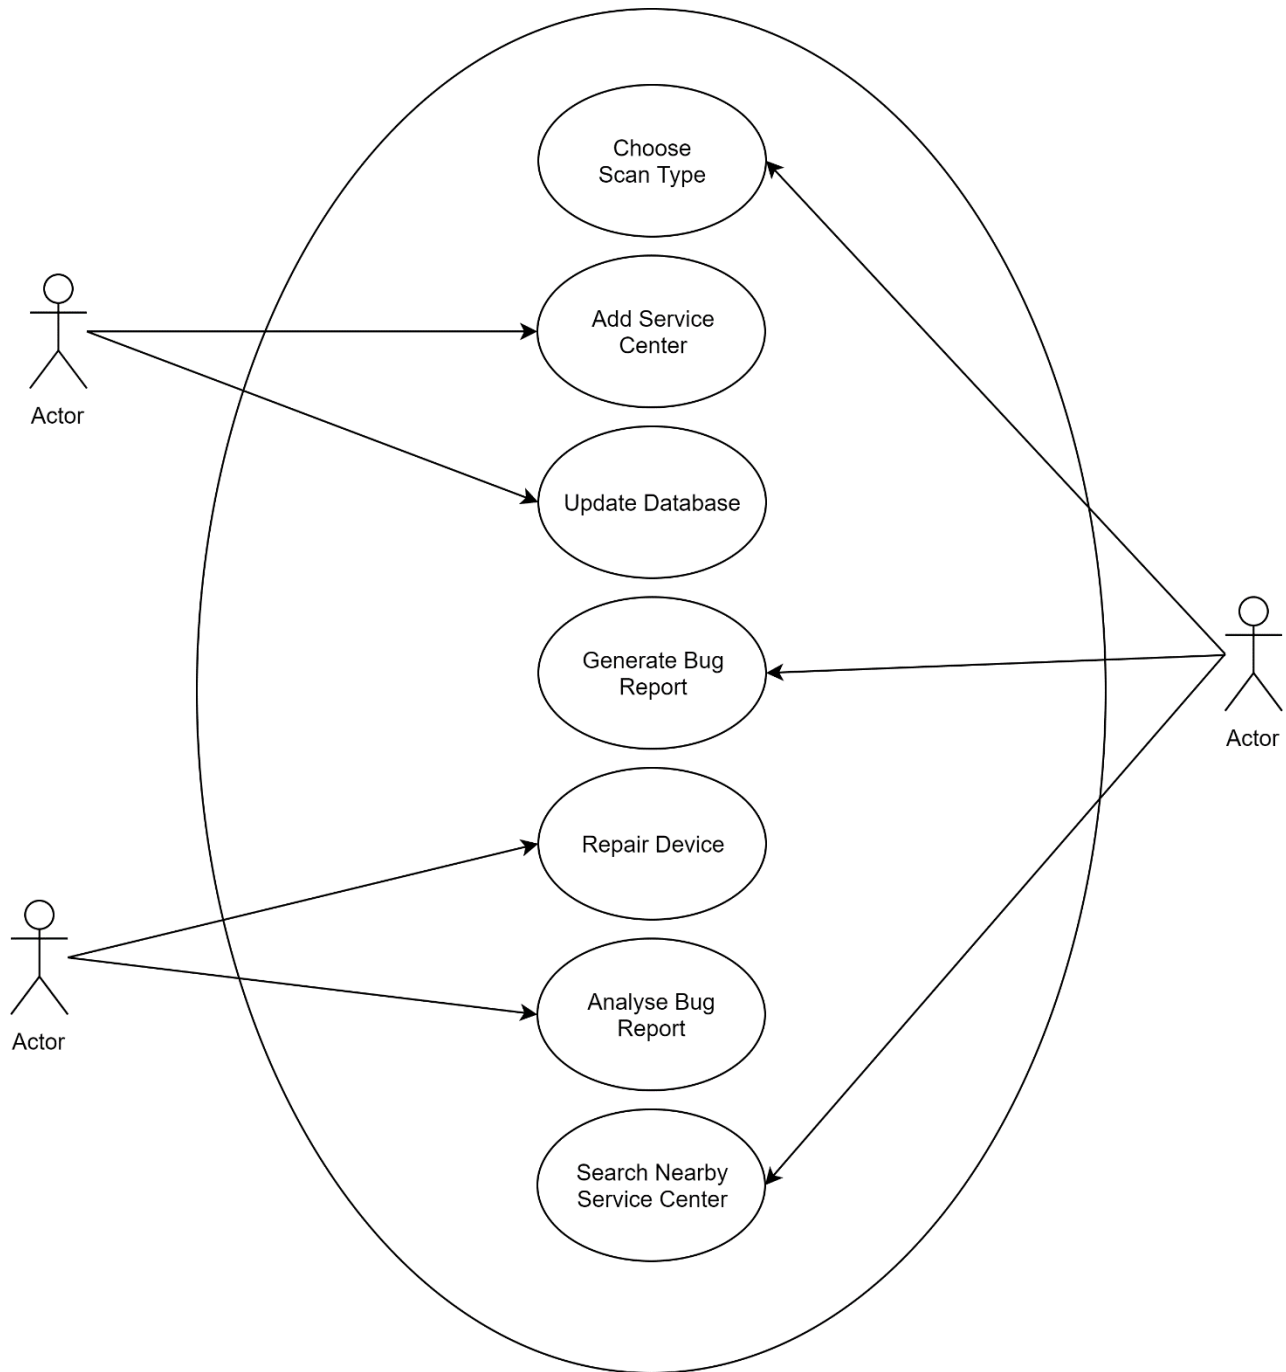 Choose
Scan Type
Add Service
Center
Actor
Update Database
Generate Bug
Report
Actor
Repair Device
Analyse Bug
Report
Actor
Search Nearby
Service Center